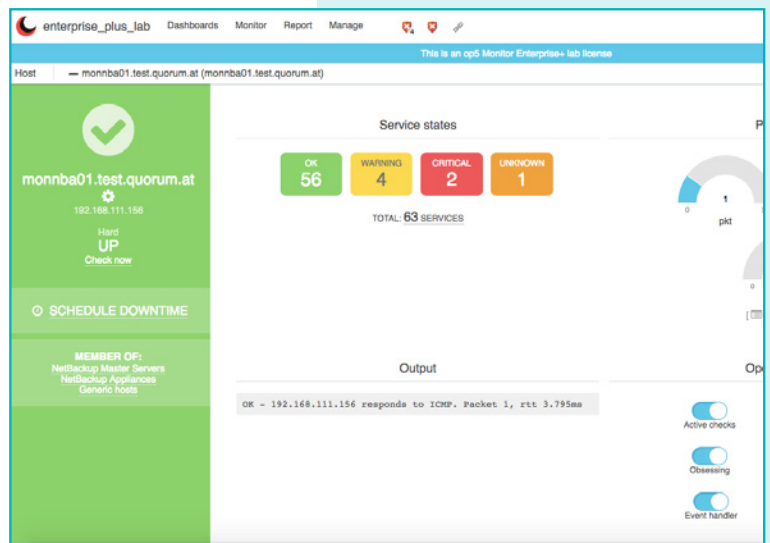 enterprise_plus_lab Dashboards Monitor Report Manage 4
This is an op5 Monitor Enterprise+ lab license
Host — monnba01.test.quorum.at (monnba01.test.quorum.at)
monnba01.test.quorum.at
192.168.111.156
Hard
UP
Check now
SCHEDULE DOWNTIME
MEMBER OF:
NetBackup Master Servers
NetBackup Appliances
Generic hosts
Service states
OK
56
WARNING
4
CRITICAL
2
UNKNOWN
1
TOTAL: 63 SERVICES
Output
OK - 192.168.111.156 responds to ICMP. Packet 1, rtt 3.795ms
P
0
1
pkt
0
[
Op
Active checks
Obsessing
Event handler